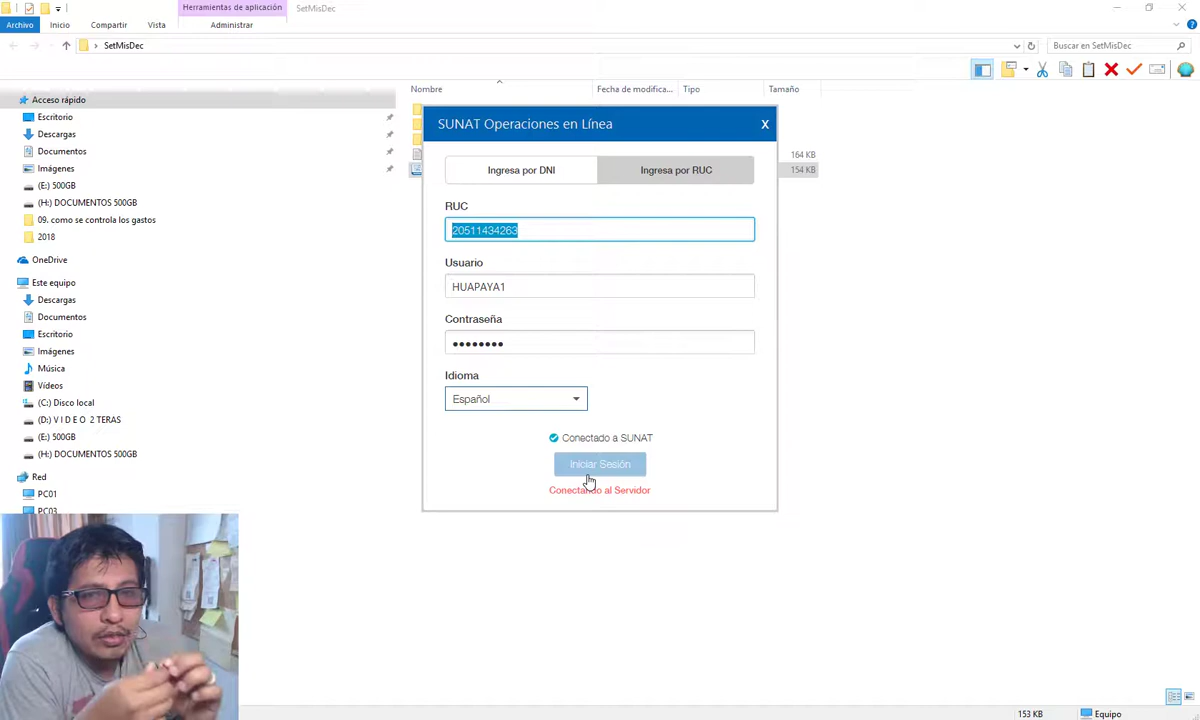 Herramientas de aplicación
SetMisDec
Archivo
Inicio
Compartir
Vista
Administrar
SetMisDec
Buscar en SetMisDec
Acceso rápido
Escritorio
Descargas
Documentos
Imágenes
(E:) 500GB
(H:) DOCUMENTOS 500GB
09. como se controla los gastos
2018
OneDrive
Este equipo
Descargas
Documentos
Escritorio
Imágenes
Música
Vídeos
(C:) Disco local
(D:) V I D E O 2 TERAS
(E:) 500GB
(H:) DOCUMENTOS 500GB
Red
PC01
PC03
Nombre
Fecha de modifica...
Tipo
Tamaño
164 KB
154 KB
SUNAT Operaciones en Línea
X
Ingresa por DNI
Ingresa por RUC
RUC
20511434263
Usuario
HUAPAYA1
Contraseña
Idioma
Español
Conectado a SUNAT
Iniciar Sesión
Conectando al Servidor
153 KB
Equipo